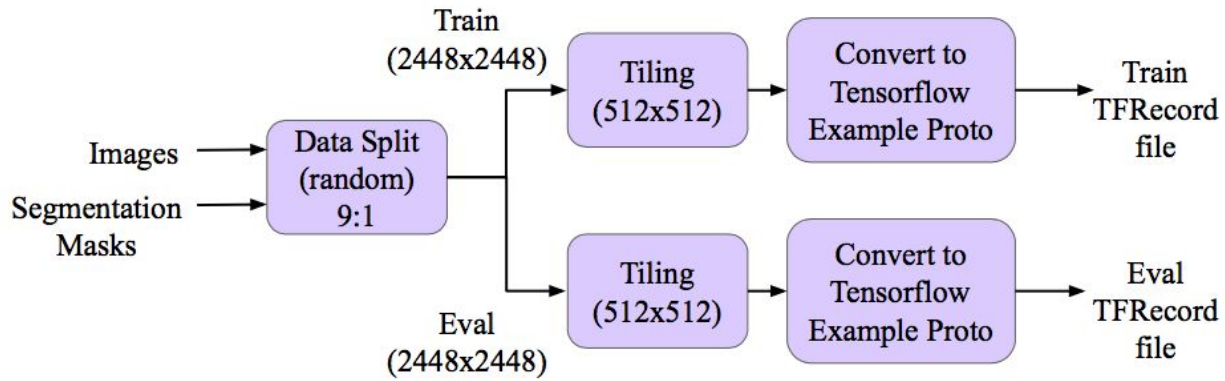 Images
Segmentation
Masks
Data Split
(random)
9:1
Train
(2448x2448)
Tiling
(512x512)
Convert to
Tensorflow
Example Proto
Train
TFRecord
file
Eval
(2448x2448)
Tiling
(512x512)
Convert to
Tensorflow
Example Proto
Eval
TFRecord
file